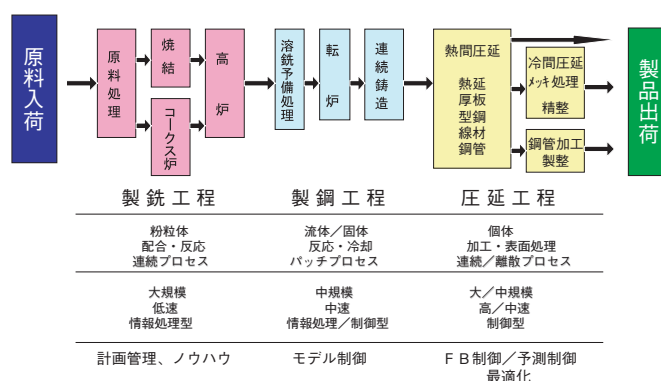 原料入荷
原料処理
焼結
コークス炉
高炉
溶銑予備処理
転炉
連続鋳造
熱間圧延
熱延
厚板
型鋼
線材
鋼管
冷間圧延
メッキ処理
精整
鋼管加工
製整
製品出荷
製銑工程
製鋼工程
圧延工程
粉粒体
配合・反応
連続プロセス
流体／固体
反応・冷却
バッチプロセス
個体
加工・表面処理
連続／離散プロセス
大規模
低速
情報処理型
中規模
中速
情報処理／制御型
大／中規模
高／中速
制御型
計画管理、ノウハウ
モデル制御
ＦＢ制御／予測制御
最適化